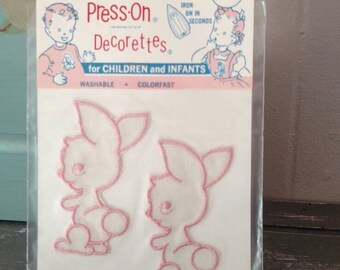 Press-On
IRON
ON IN
SECONDS
Decorettes
for CHILDREN and INFANTS
WASHABLE • COLORFAST